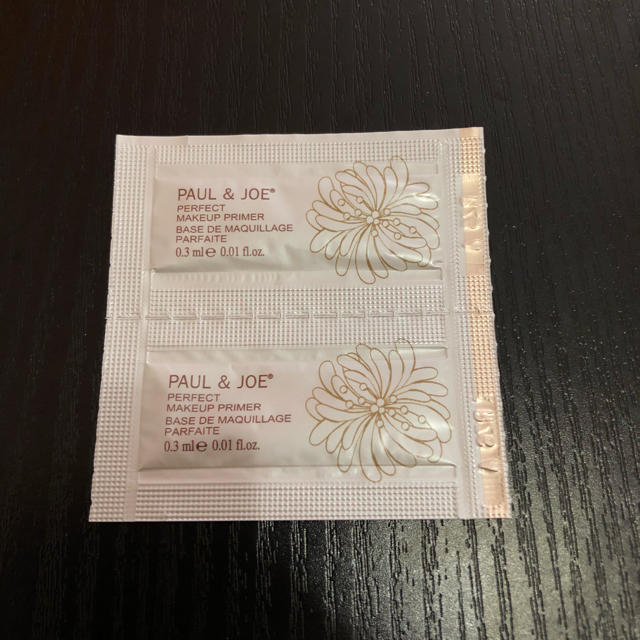 PAUL & JOE®
PERFECT
MAKEUP PRIMER
BASE DE MAQUILLAGE
PARFAITE
0.3 ml℮ 0.01 fl.oz.
PAUL & JOE®
PERFECT
MAKEUP PRIMER
BASE DE MAQUILLAGE
PARFAITE
0.3 ml℮ 0.01 fl.oz.